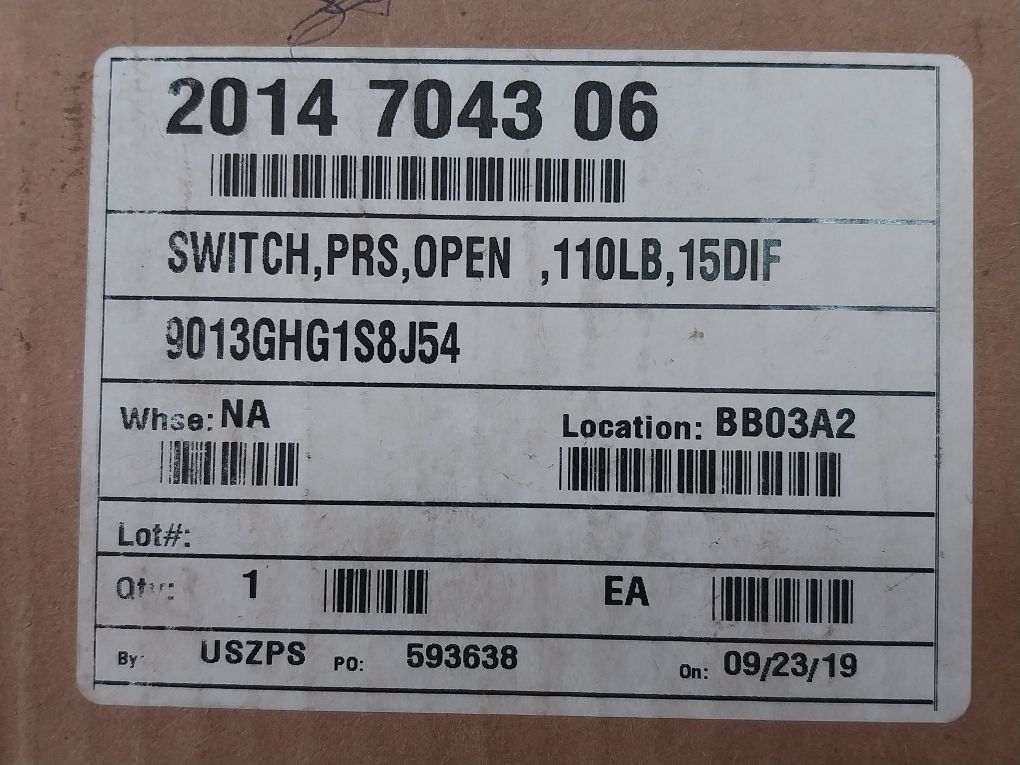 2014 7043 06
SWITCH,PRS,OPEN ,110LB,15DIF
9013GHG1S8J54
Whse: NA Location: BB03A2
Lot#:
Qty: 1 EA
By: USZPS PO: 593638 On: 09/23/19